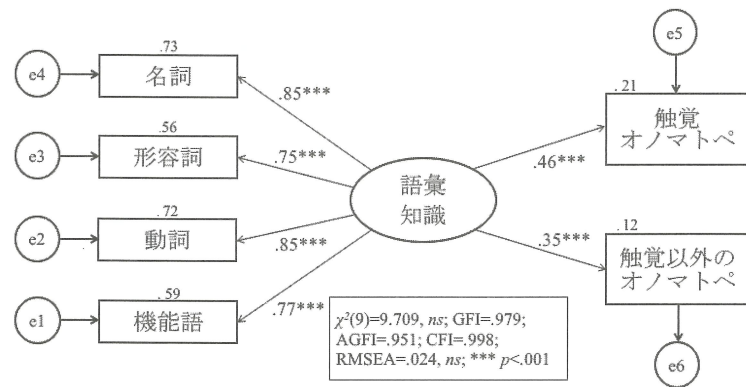 e4
.73
名詞
.85***
e3
.56
形容詞
.75***
e2
.72
動詞
.85***
e1
.59
機能語
.77***
語彙
知識
e5
.21
触覚
オノマトペ
.46***
.12
触覚以外の
オノマトペ
.35***
e6
χ²(9)=9.709, ns; GFI=.979;
AGFI=.951; CFI=.998;
RMSEA=.024, ns; *** p<.001